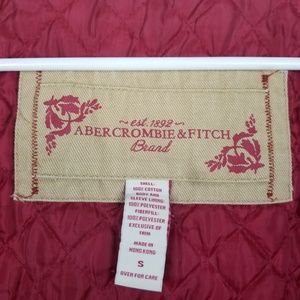 ~ est. 1892 ~
ABERCROMBIE & FITCH
Brand
SHELL:
100% COTTON
BODY AND
SLEEVE LINING:
100% POLYESTER
FIBERFILL:
100% POLYESTER
EXCLUSIVE OF
TRIM
MADE IN
HONG KONG
S
OVER FOR CARE